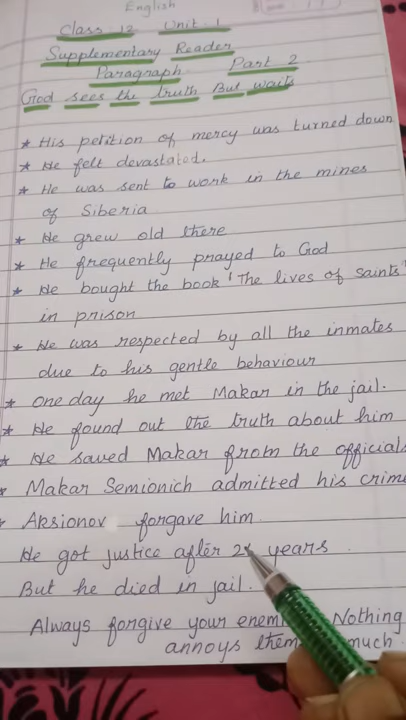 English
Class 12 Unit 1
Supplementary Reader
Paragraph Part 2
God sees the truth But waits
* His petition of mercy was turned down
* He felt devastated.
* He was sent to work in the mines
of Siberia
* He grew old there
* He frequently prayed to God
* He bought the book 'The lives of saints'
in prison
* He was respected by all the inmates
due to his gentle behaviour
* One day he met Makar in the jail.
* He found out the truth about him
* He saved Makar from the officials
* Makar Semionich admitted his crime
* Aksionov forgave him
He got justice after years
But he died in jail.
Always forgive your Nothing
annoys much.